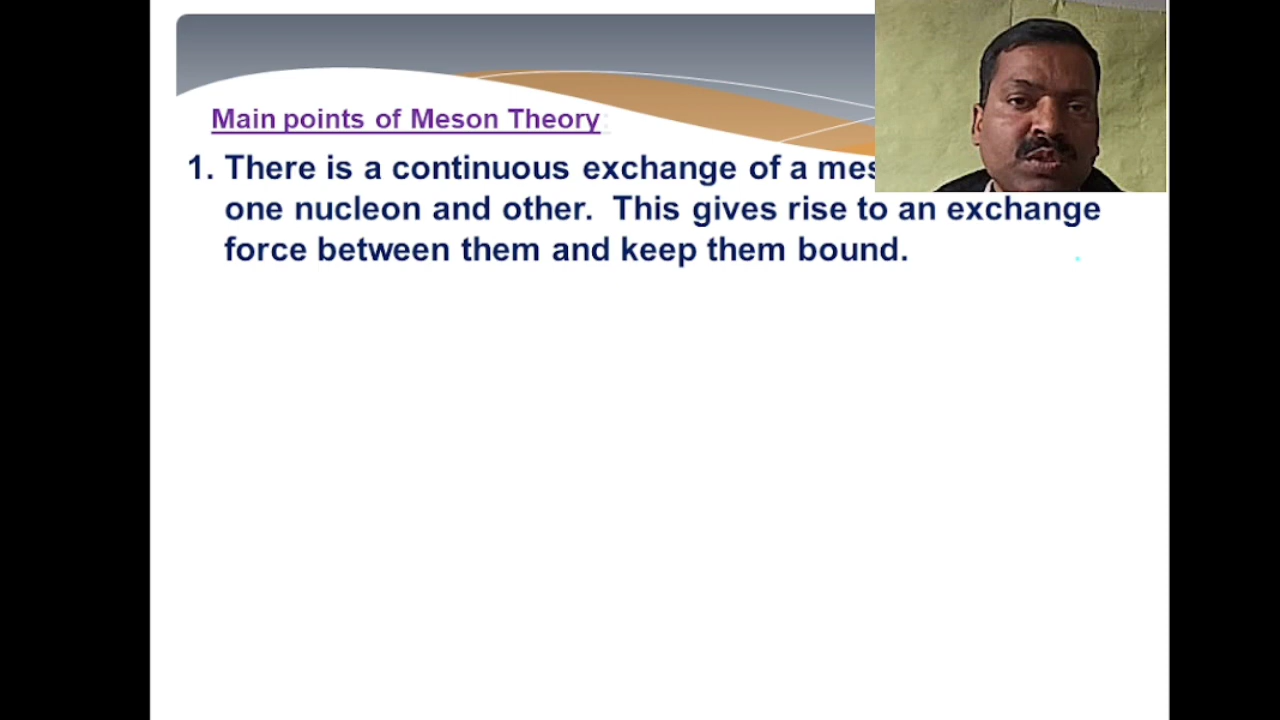 Main points of Meson Theory:
1. There is a continuous exchange of a
one nucleon and other. This gives rise to an exchange
force between them and keep them bound.